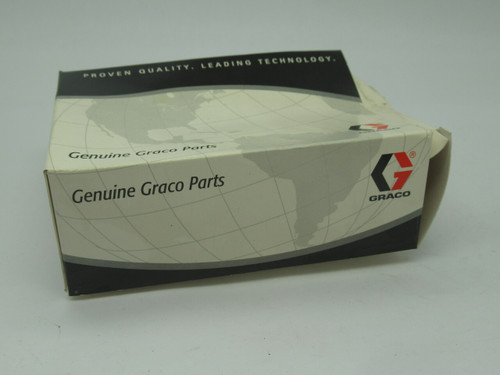 PROVEN QUALITY. LEADING TECHNOLOGY.
Genuine Graco Parts
Genuine Graco Parts
G®
GRACO